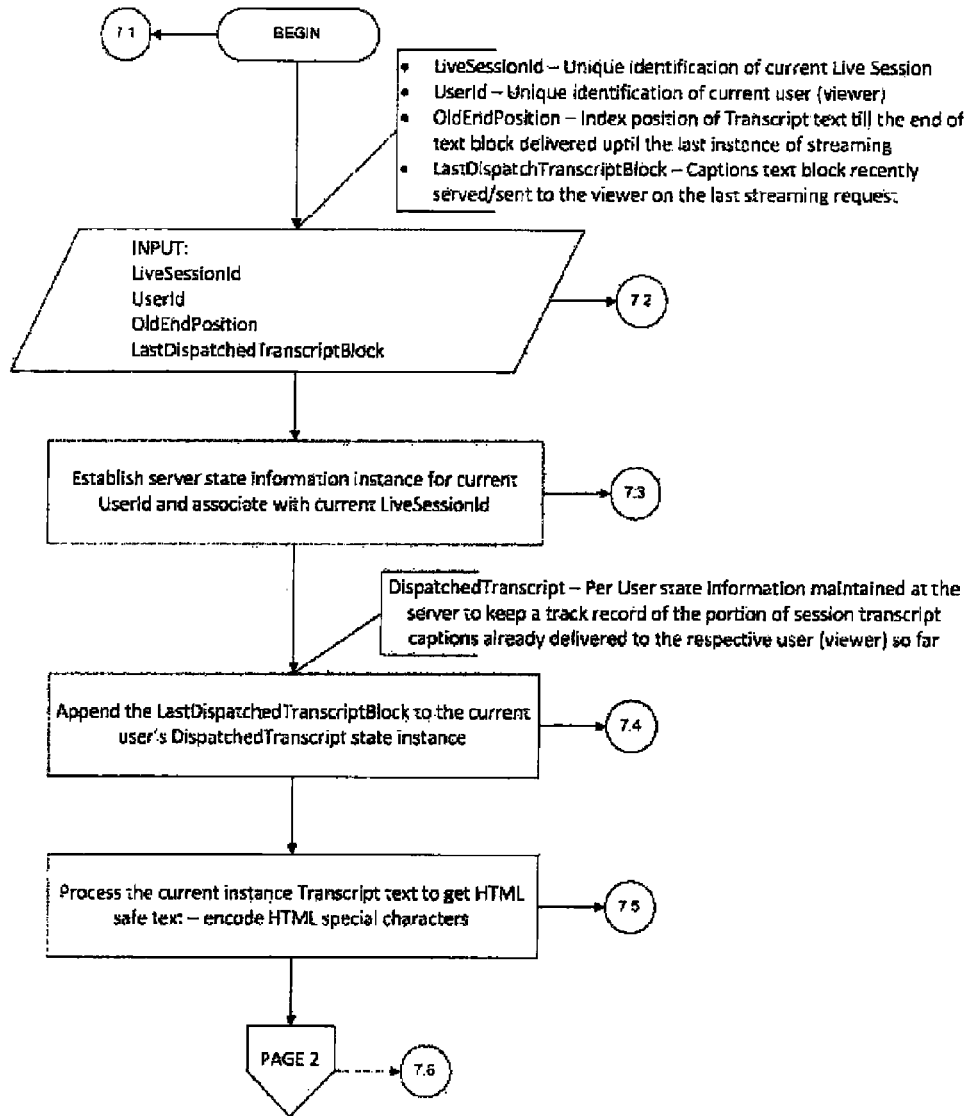 7.1
BEGIN
• LiveSessionId – Unique identification of current Live Session
• UserId – Unique identification of current user (viewer)
• OldEndPosition – Index position of Transcript text till the end of
text block delivered uptil the last instance of streaming
• LastDispatchTranscriptBlock – Captions text block recently
served/sent to the viewer on the last streaming request
INPUT:
LiveSessionId
UserId
OldEndPosition
LastDispatchedTranscriptBlock
7.2
Establish server state information instance for current
UserId and associate with current LiveSessionId
7.3
DispatchedTranscript – Per User state information maintained at the
server to keep a track record of the portion of session transcript
captions already delivered to the respective user (viewer) so far
Append the LastDispatchedTranscriptBlock to the current
user's DispatchedTranscript state instance
7.4
Process the current instance Transcript text to get HTML
safe text – encode HTML special characters
7.5
PAGE 2
7.6